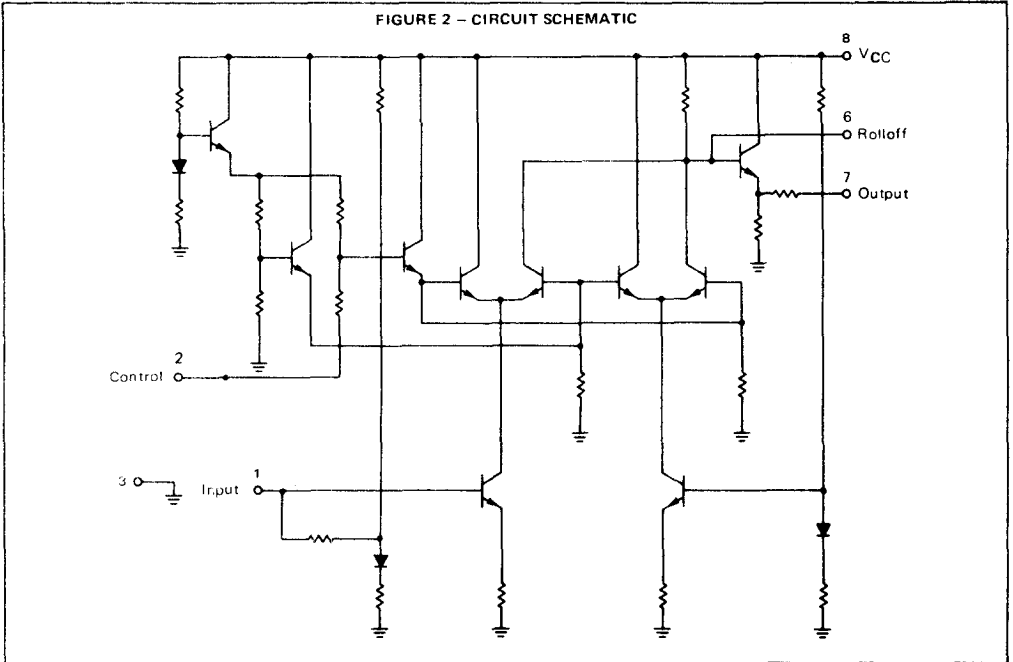 FIGURE 2 – CIRCUIT SCHEMATIC
8
VCC
6
Rolloff
7
Output
2
Control
3
1
Input